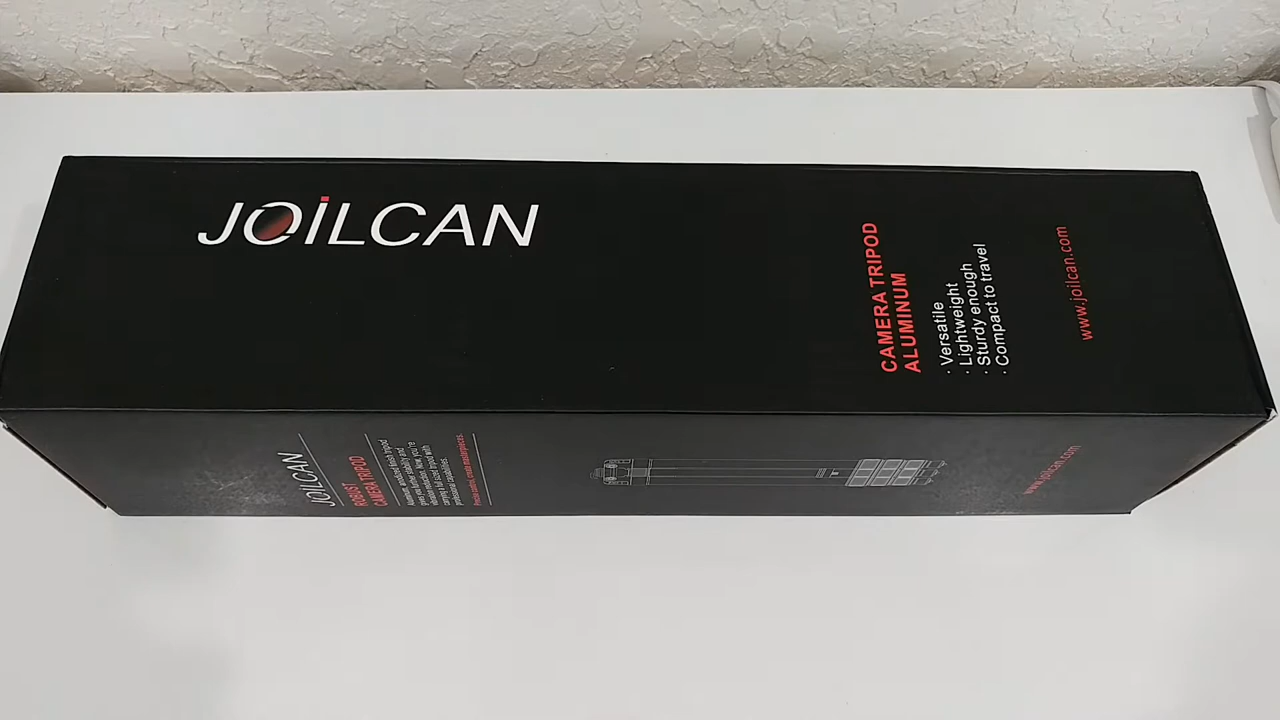 JOiLCAN
CAMERA TRIPOD
ALUMINUM
· Versatile
· Lightweight
· Sturdy enough
· Compact to travel
www.joilcan.com
JOILCAN
ROBUST
CAMERA TRIPOD
www.joilcan.com